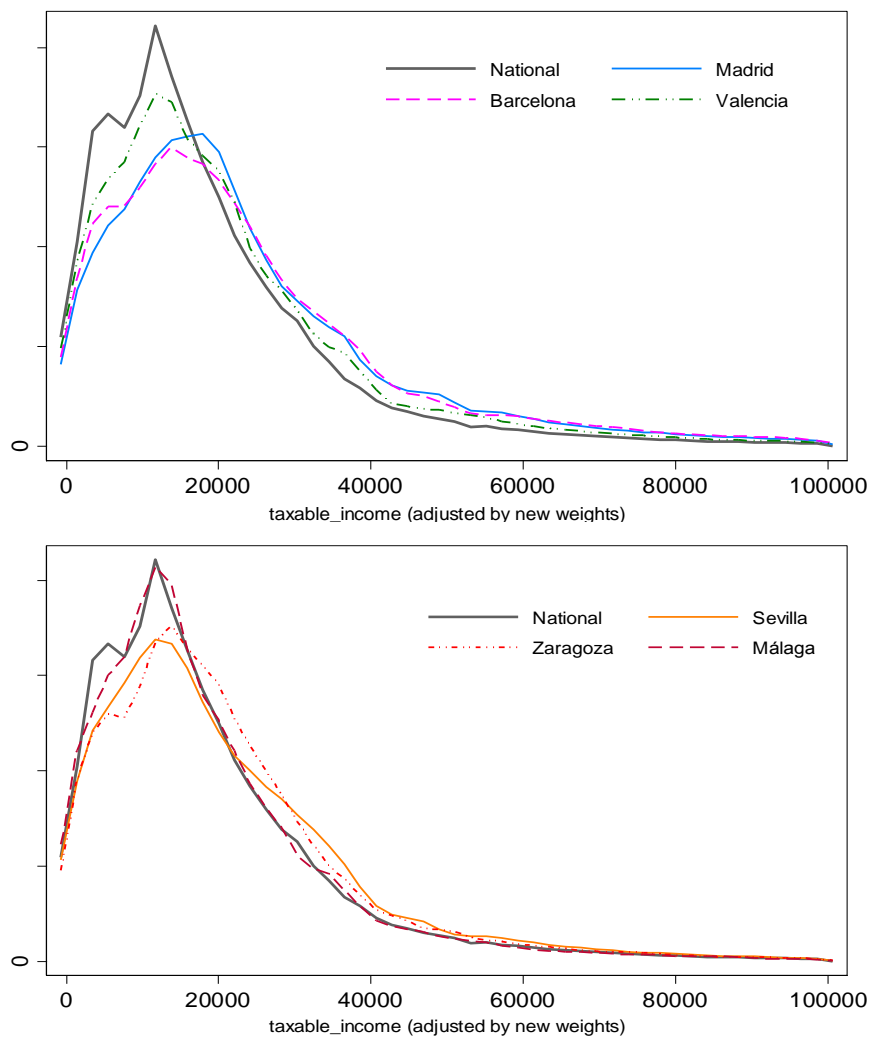 National Madrid
Barcelona Valencia
0
0 20000 40000 60000 80000 100000
taxable_income (adjusted by new weights)
National Sevilla
Zaragoza Málaga
0
0 20000 40000 60000 80000 100000
taxable_income (adjusted by new weights)